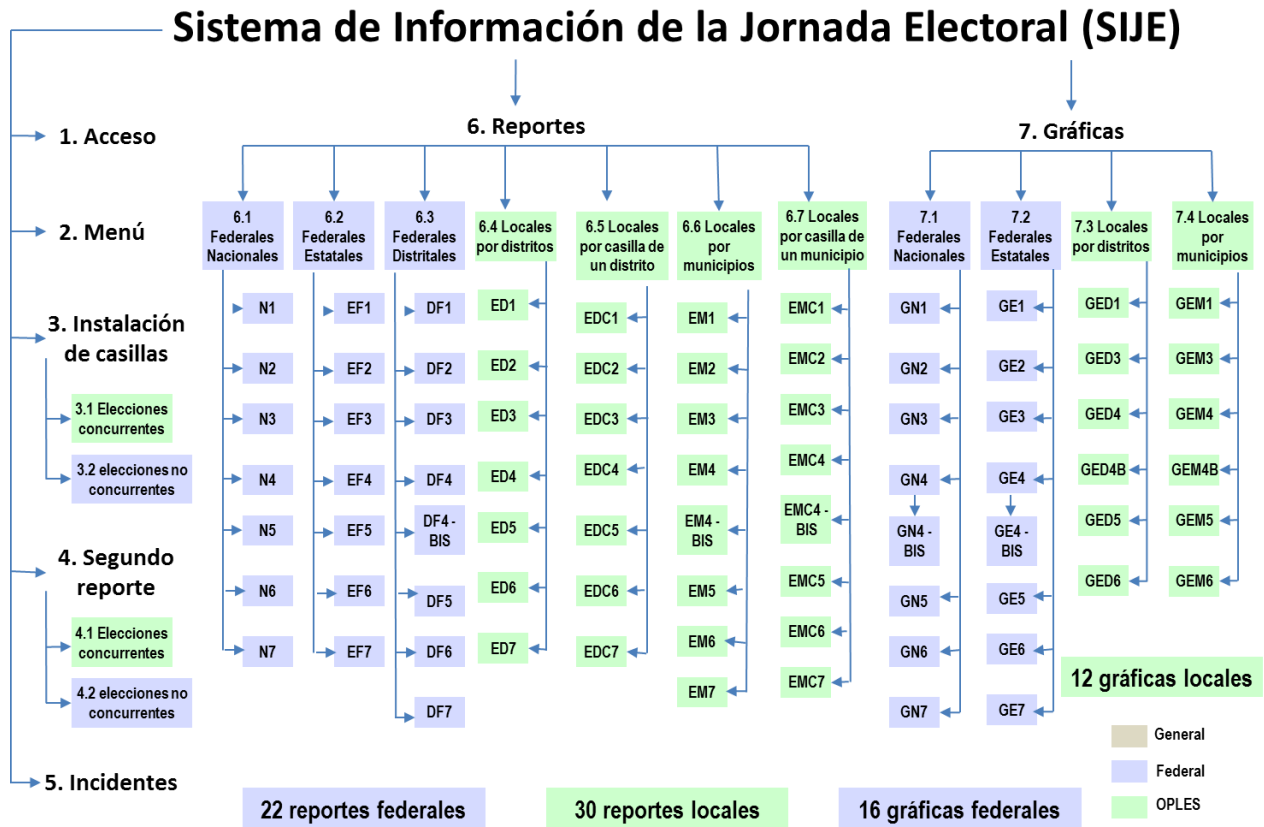 Sistema de Información de la Jornada Electoral (SIJE)
1. Acceso
2. Menú
3. Instalación
de casillas
3.1 Elecciones
concurrentes
3.2 elecciones no
concurrentes
4. Segundo
reporte
4.1 Elecciones
concurrentes
4.2 elecciones no
concurrentes
5. Incidentes
6. Reportes
6.1
Federales
Nacionales
N1
N2
N3
N4
N5
N6
N7
6.2
Federales
Estatales
EF1
EF2
EF3
EF4
EF5
EF6
EF7
6.3
Federales
Distritales
DF1
DF2
DF3
DF4
DF4 -
BIS
DF5
DF6
DF7
6.4 Locales
por distritos
ED1
ED2
ED3
ED4
ED5
ED6
ED7
6.5 Locales
por casilla de
un distrito
EDC1
EDC2
EDC3
EDC4
EDC5
EDC6
EDC7
6.6 Locales
por
municipios
EM1
EM2
EM3
EM4
EM4 -
BIS
EM5
EM6
EM7
6.7 Locales
por casilla de
un municipio
EMC1
EMC2
EMC3
EMC4
EMC4 -
BIS
EMC5
EMC6
EMC7
7. Gráficas
7.1
Federales
Nacionales
GN1
GN2
GN3
GN4
GN4 -
BIS
GN5
GN6
GN7
7.2
Federales
Estatales
GE1
GE2
GE3
GE4
GE4 -
BIS
GE5
GE6
GE7
7.3 Locales
por distritos
GED1
GED3
GED4
GED4B
GED5
GED6
7.4 Locales
por
municipios
GEM1
GEM3
GEM4
GEM4B
GEM5
GEM6
12 gráficas locales
General
Federal
OPLES
22 reportes federales
30 reportes locales
16 gráficas federales